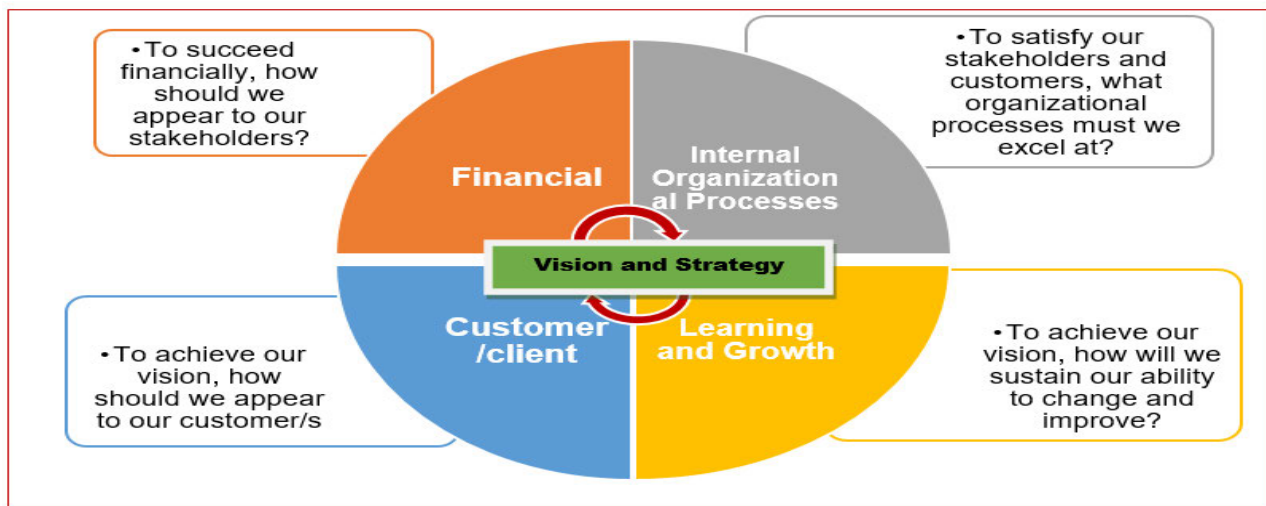 •To succeed
financially, how
should we
appear to our
stakeholders?
•To satisfy our
stakeholders and
customers, what
organizational
processes must we
excel at?
Financial
Internal
Organization
al Processes
Vision and Strategy
Customer
/client
Learning
and Growth
•To achieve our
vision, how
should we appear
to our customer/s
•To achieve our
vision, how will we
sustain our ability
to change and
improve?